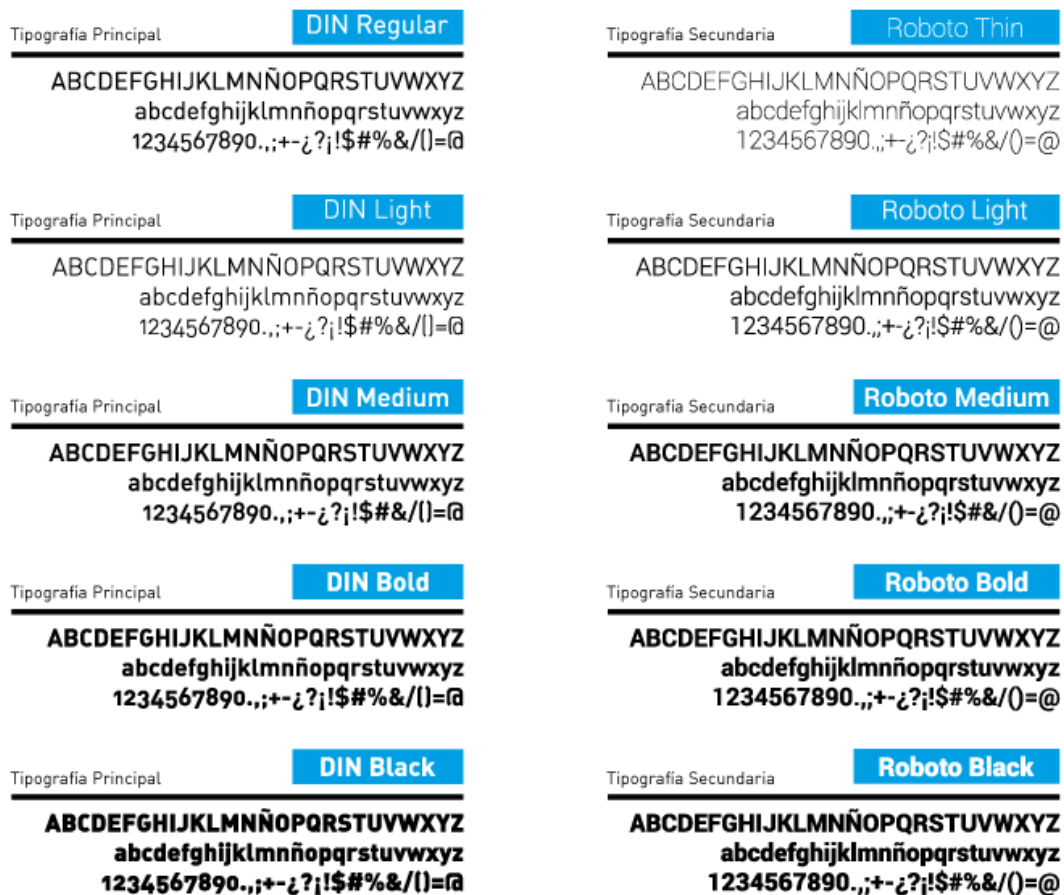 Tipografía Principal DIN Regular
ABCDEFGHIJKLMNÑOPQRSTUVWXYZ
abcdefghijklmnñopqrstuvwxyz
1234567890.,;+-¿?¡!$#%&/()=@
Tipografía Principal DIN Light
ABCDEFGHIJKLMNÑOPQRSTUVWXYZ
abcdefghijklmnñopqrstuvwxyz
1234567890.,;+-¿?¡!$#%&/()=@
Tipografía Principal DIN Medium
ABCDEFGHIJKLMNÑOPQRSTUVWXYZ
abcdefghijklmnñopqrstuvwxyz
1234567890.,;+-¿?¡!$#&/()=@
Tipografía Principal DIN Bold
ABCDEFGHIJKLMNÑOPQRSTUVWXYZ
abcdefghijklmnñopqrstuvwxyz
1234567890.,;+-¿?¡!$#%&/()=@
Tipografía Principal DIN Black
ABCDEFGHIJKLMNÑOPQRSTUVWXYZ
abcdefghijklmnñopqrstuvwxyz
1234567890.,;+-¿?¡!$#%&/()=@
Tipografía Secundaria Roboto Thin
ABCDEFGHIJKLMNÑOPQRSTUVWXYZ
abcdefghijklmnñopqrstuvwxyz
1234567890.,;+-¿?¡!$#%&/()=@
Tipografía Secundaria Roboto Light
ABCDEFGHIJKLMNÑOPQRSTUVWXYZ
abcdefghijklmnñopqrstuvwxyz
1234567890.,;+-¿?¡!$#%&/()=@
Tipografía Secundaria Roboto Medium
ABCDEFGHIJKLMNÑOPQRSTUVWXYZ
abcdefghijklmnñopqrstuvwxyz
1234567890.,;+-¿?¡!$#&/()=@
Tipografía Secundaria Roboto Bold
ABCDEFGHIJKLMNÑOPQRSTUVWXYZ
abcdefghijklmnñopqrstuvwxyz
1234567890.,;+-¿?¡!$#%&/()=@
Tipografía Secundaria Roboto Black
ABCDEFGHIJKLMNÑOPQRSTUVWXYZ
abcdefghijklmnñopqrstuvwxyz
1234567890.,;+-¿?¡!$#%&/()=@